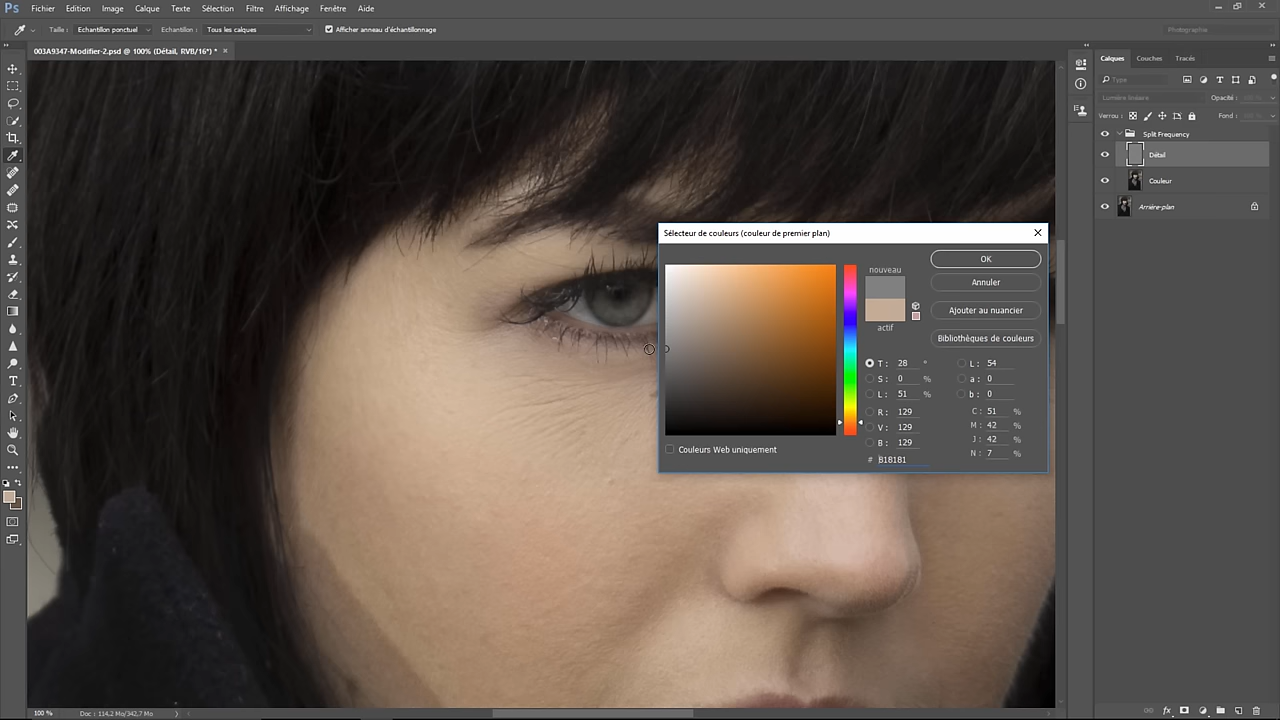 Ps Fichier Edition Image Calque Texte Sélection Filtre Affichage Fenêtre Aide
Taille : Echantillon ponctuel Echantillon : Tous les calques Afficher anneau d'échantillonnage Photographie
003A9347-Modifier-2.psd @ 100% (Détail, RVB/16*) * ×
Calques Couches Tracés
Type
Lumière linéaire Opacité :
Verrou : Fond :
Split Frequency
Détail
Couleur
Arrière-plan
Sélecteur de couleurs (couleur de premier plan)
OK
nouveau
Annuler
Ajouter au nuancier
actif
Bibliothèques de couleurs
T : 28 ° L : 54
S : 0 % a : 0
L : 51 % b : 0
R : 129 C : 51 %
V : 129 M : 42 %
B : 129 J : 42 %
N : 7 %
# 818181
Couleurs Web uniquement
100 % Doc : 114,2 Mo/342,7 Mo
fx